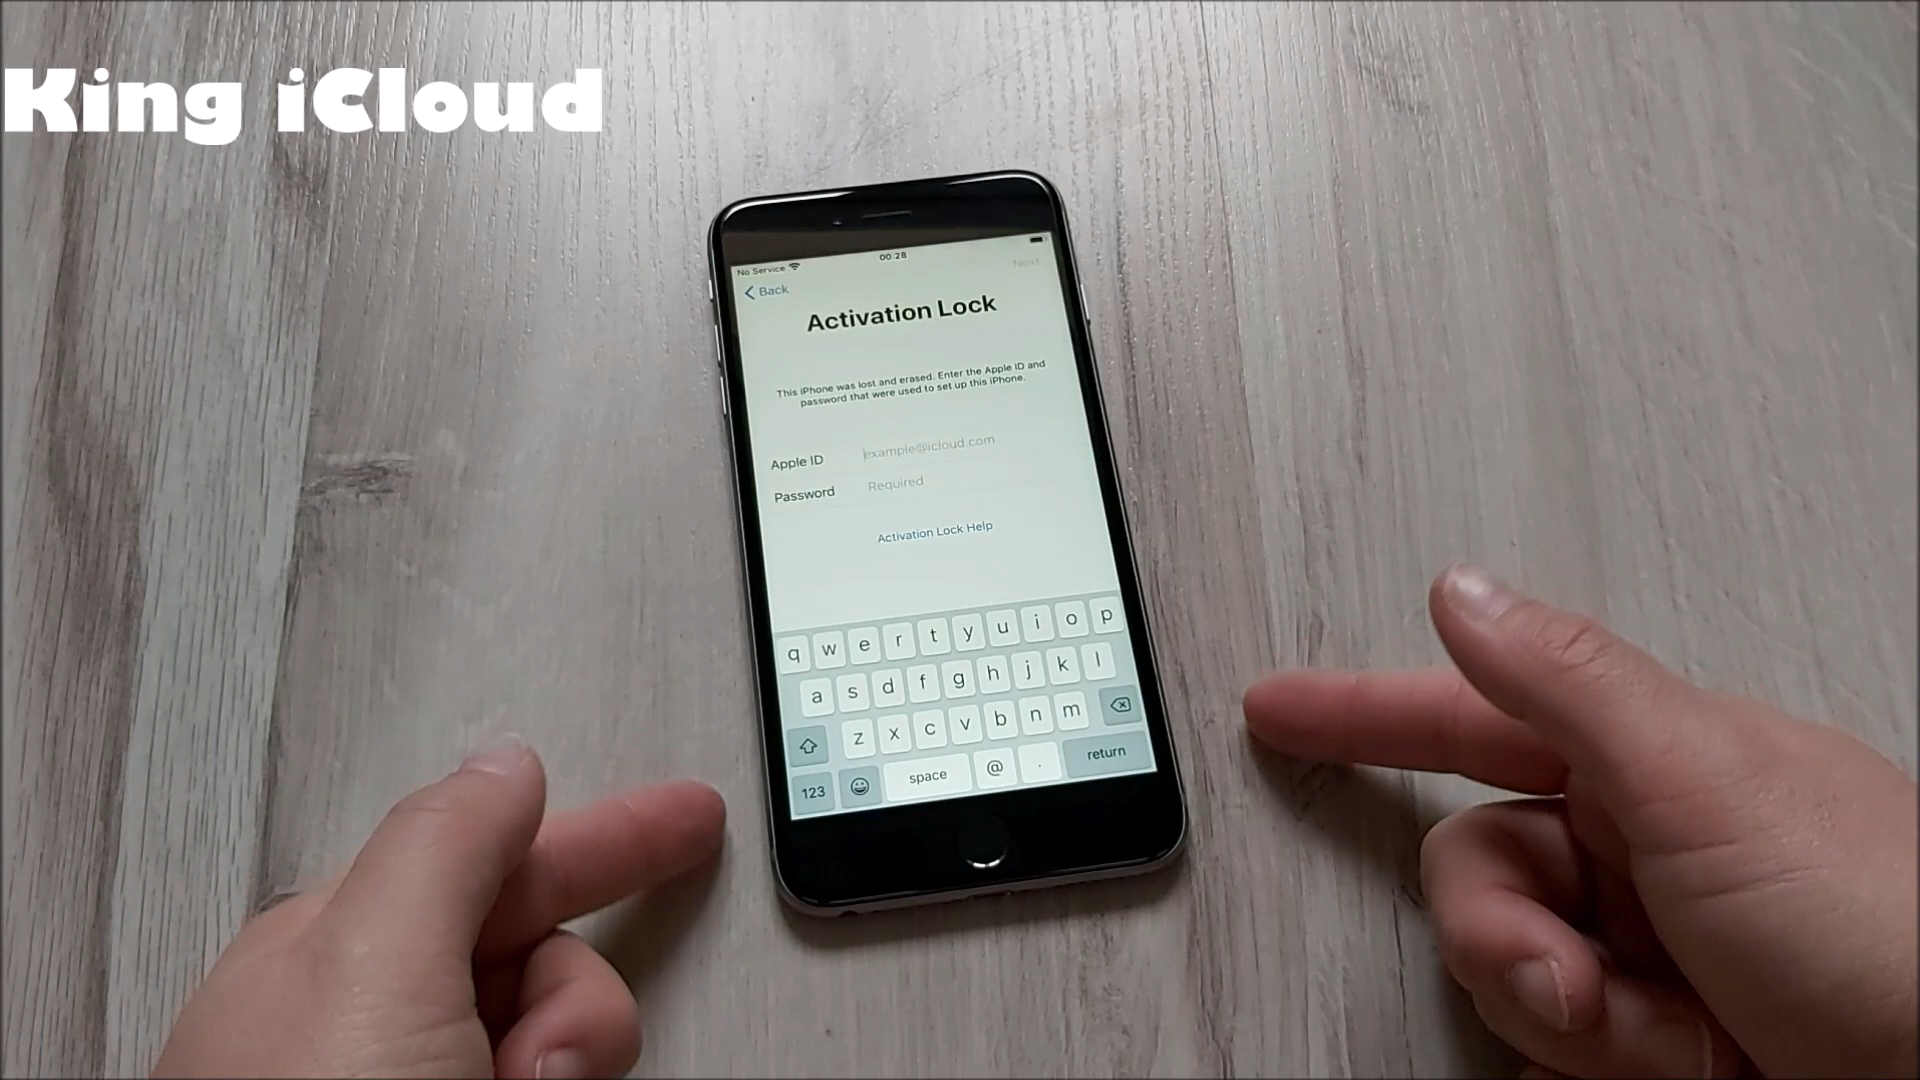 King iCloud
No Service 00:28
Back Next
Activation Lock
This iPhone was lost and erased. Enter the Apple ID and
password that were used to set up this iPhone.
Apple ID example@icloud.com
Password Required
Activation Lock Help
q w e r t y u i o p
a s d f g h j k l
z x c v b n m
123 space @ . return